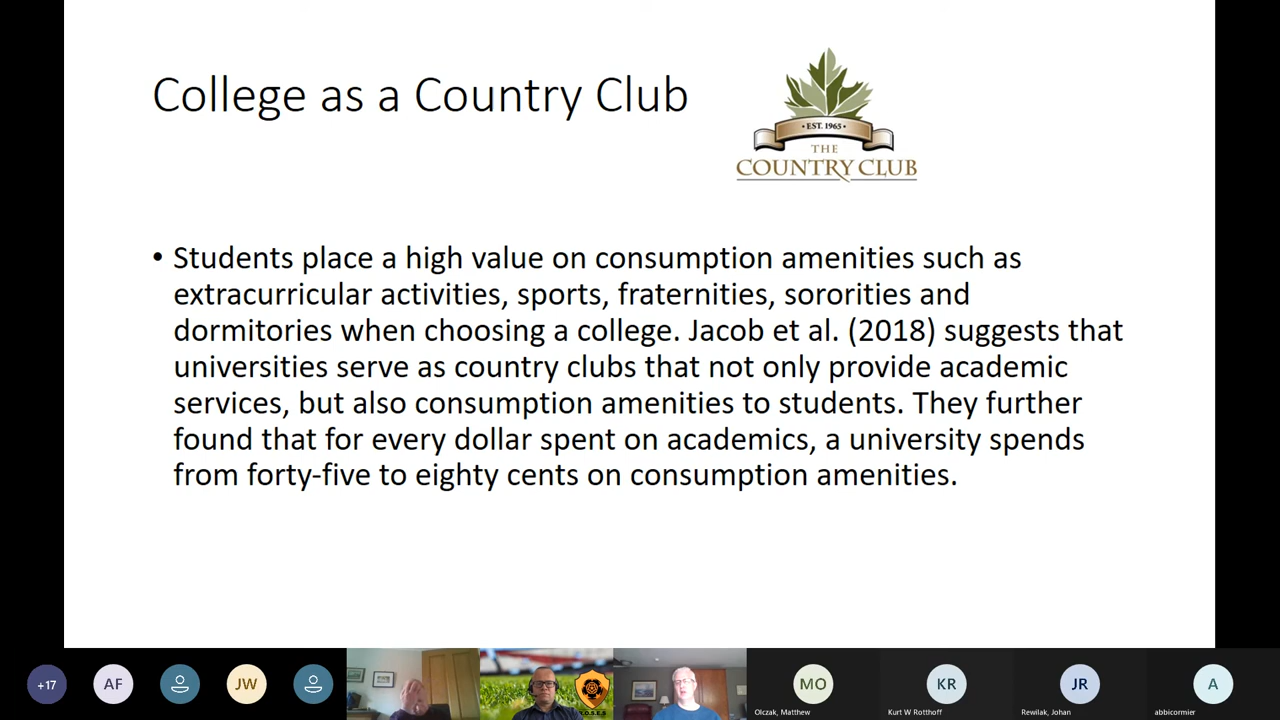 College as a Country Club
• EST. 1965 •
THE
COUNTRY CLUB
• Students place a high value on consumption amenities such as
extracurricular activities, sports, fraternities, sororities and
dormitories when choosing a college. Jacob et al. (2018) suggests that
universities serve as country clubs that not only provide academic
services, but also consumption amenities to students. They further
found that for every dollar spent on academics, a university spends
from forty-five to eighty cents on consumption amenities.
+17
AF
JW
MO
KR
JR
A
Olczak, Matthew
Kurt W Rotthoff
Rewilak, Johan
abbicormier